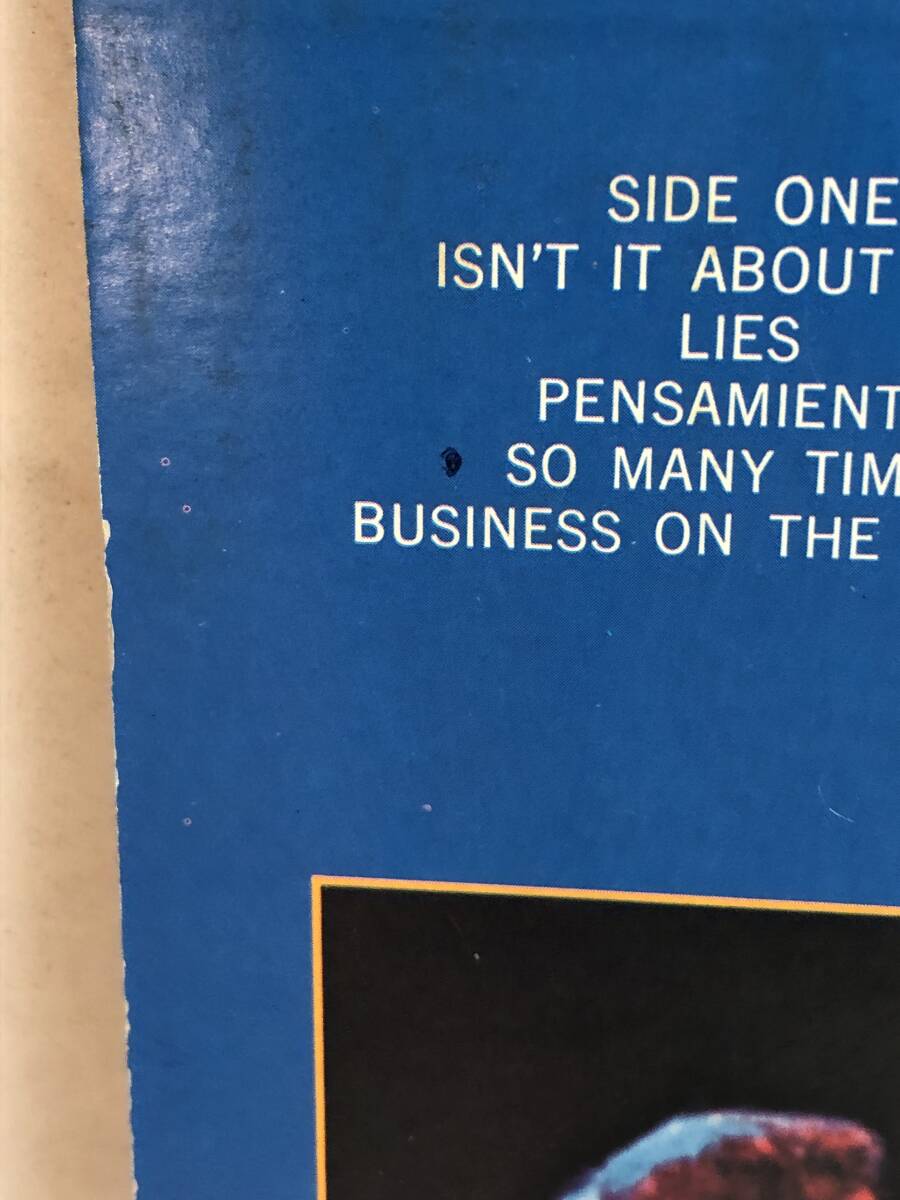 SIDE ONE
ISN'T IT ABOUT
LIES
PENSAMIENT
SO MANY TIM
BUSINESS ON THE